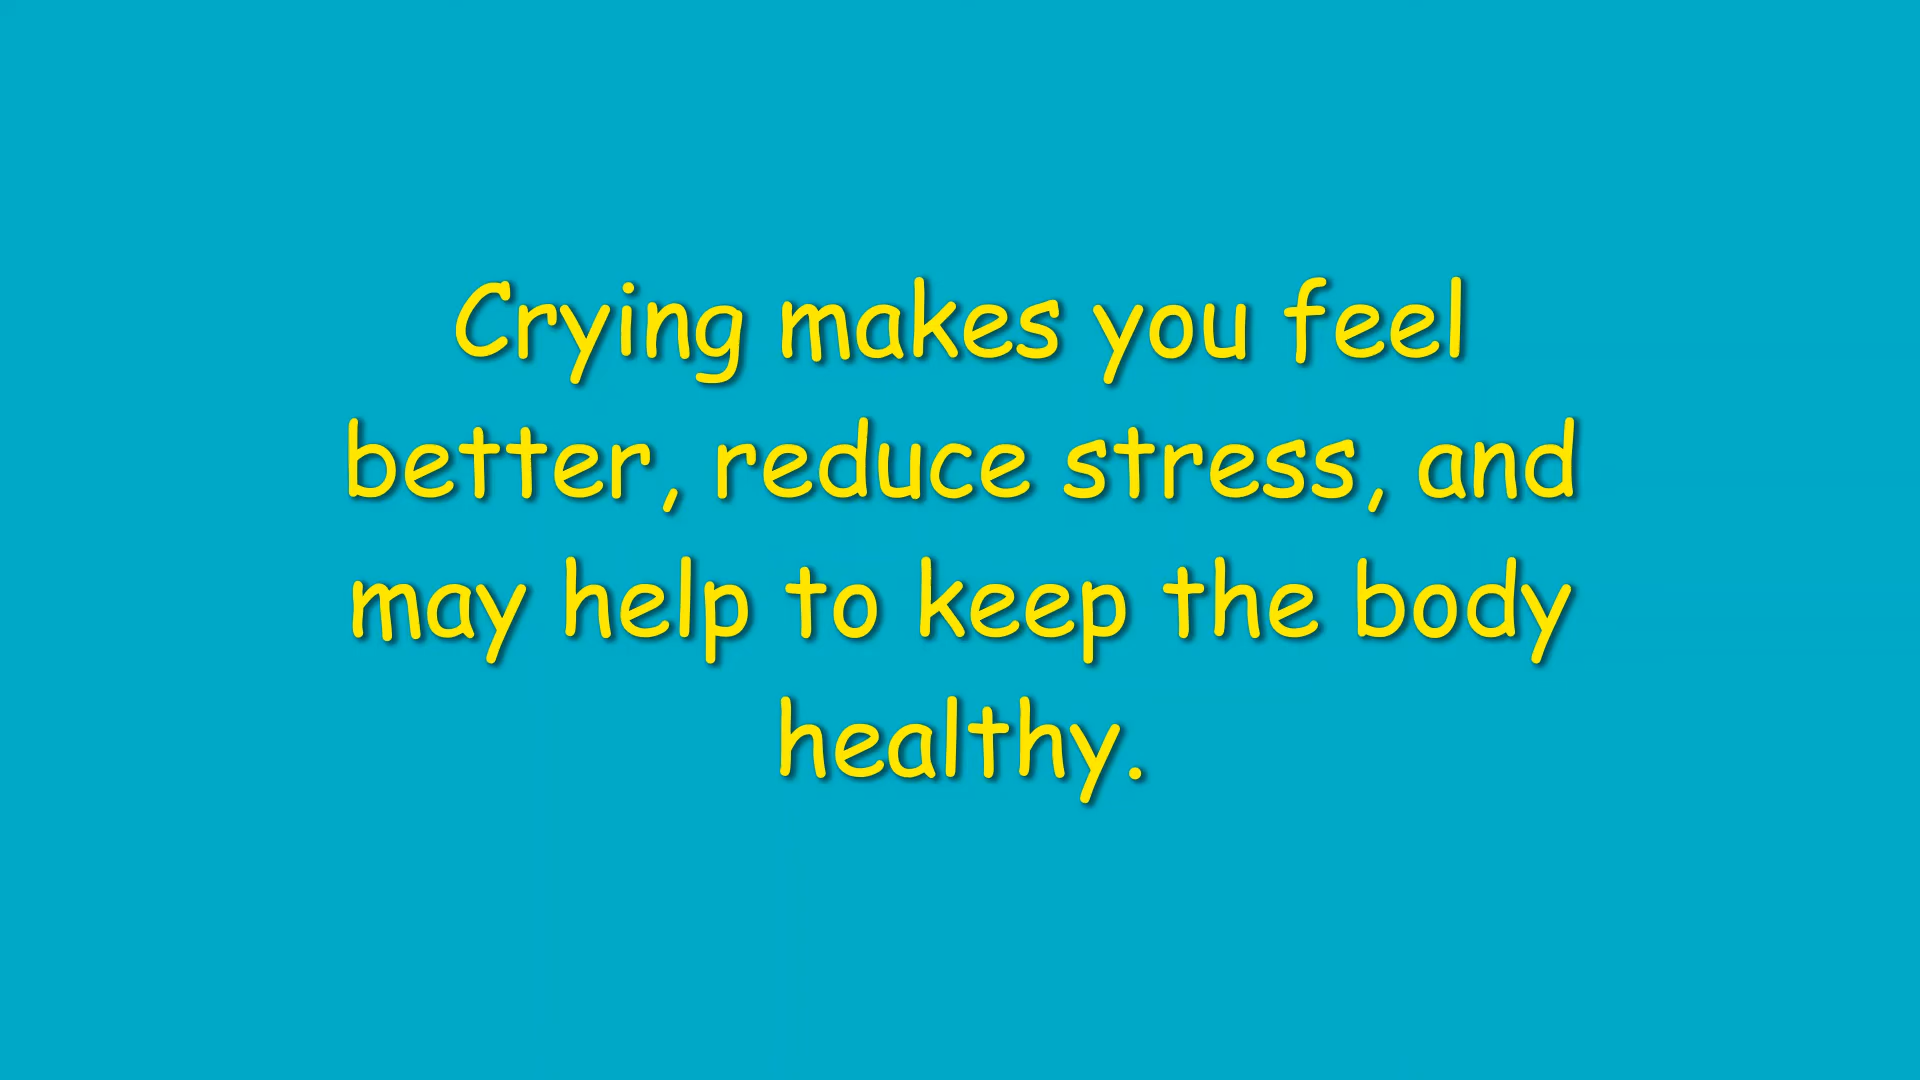 Crying makes you feel
better, reduce stress, and
may help to keep the body
healthy.